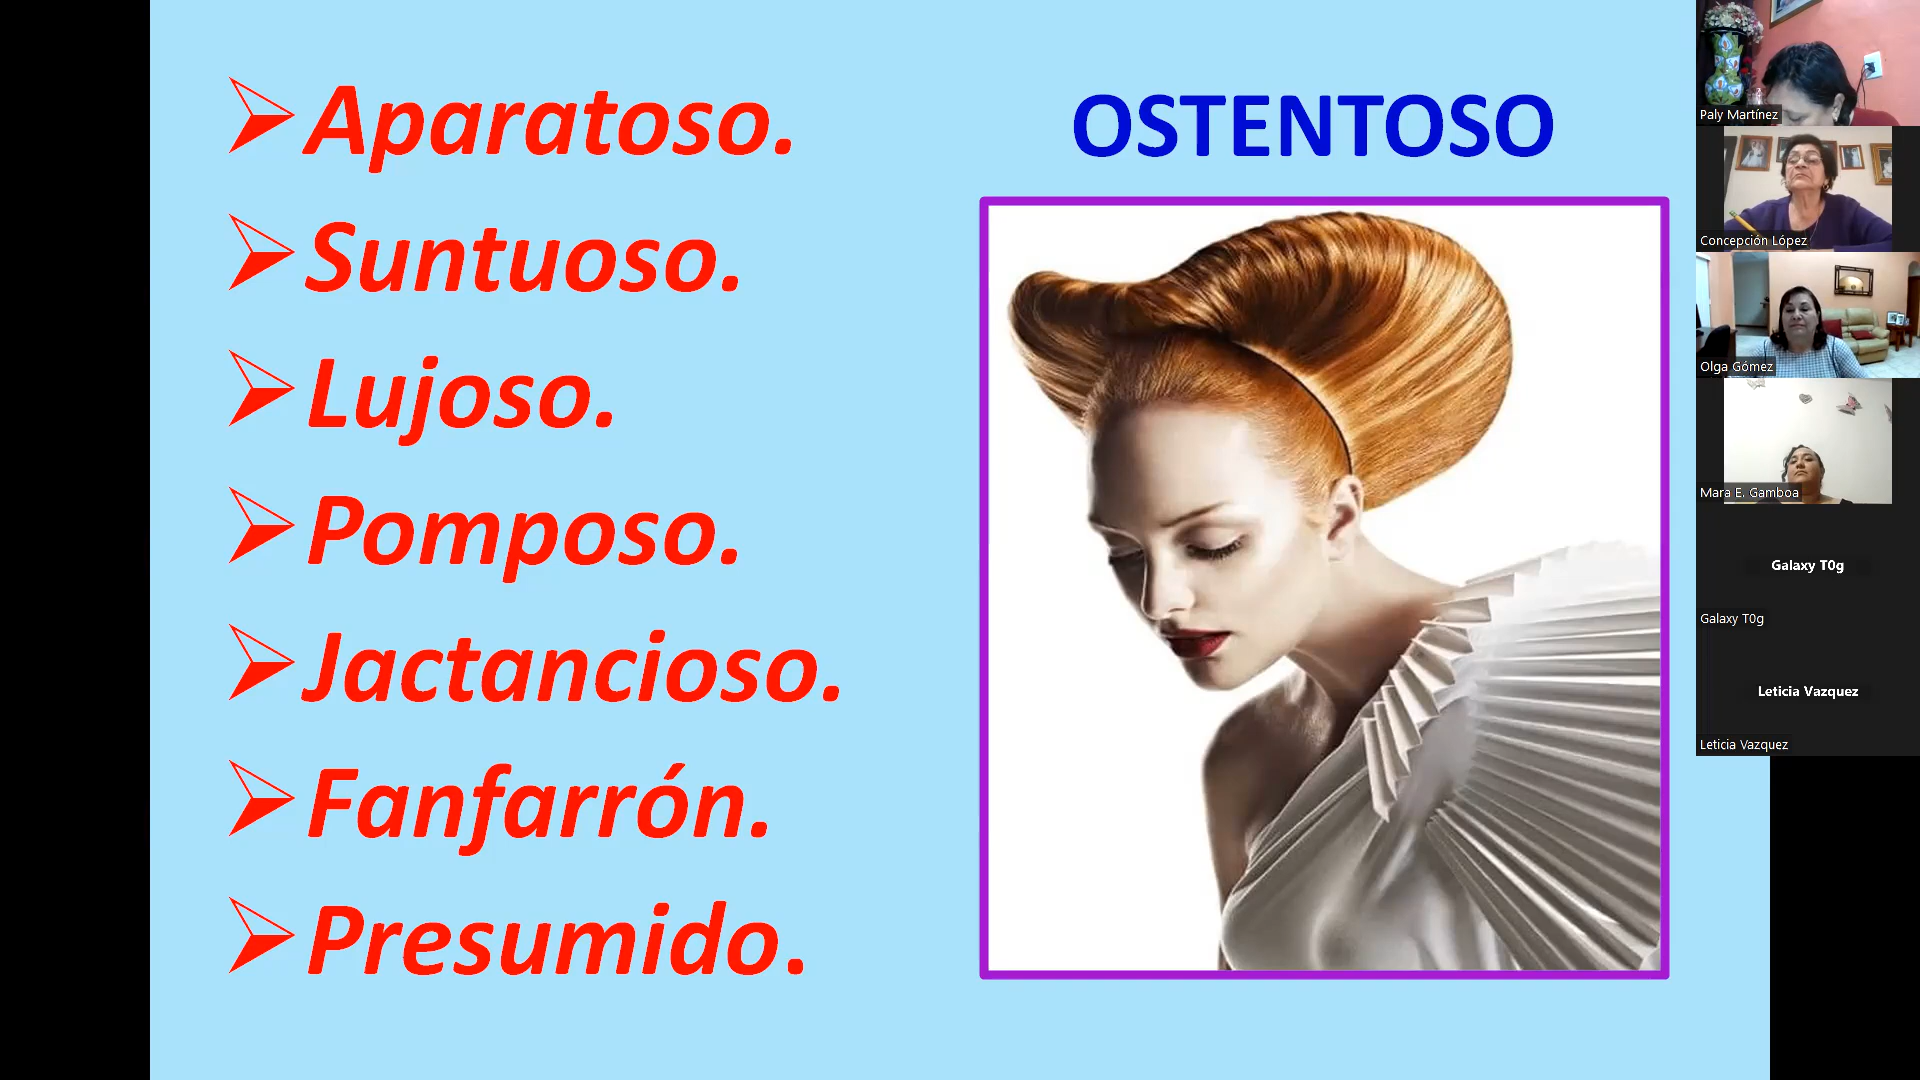 Aparatoso.
Suntuoso.
Lujoso.
Pomposo.
Jactancioso.
Fanfarrón.
Presumido.
OSTENTOSO
Paly Martínez
Concepción López
Olga Gómez
Mara E. Gamboa
Galaxy T0g
Galaxy T0g
Leticia Vazquez
Leticia Vazquez